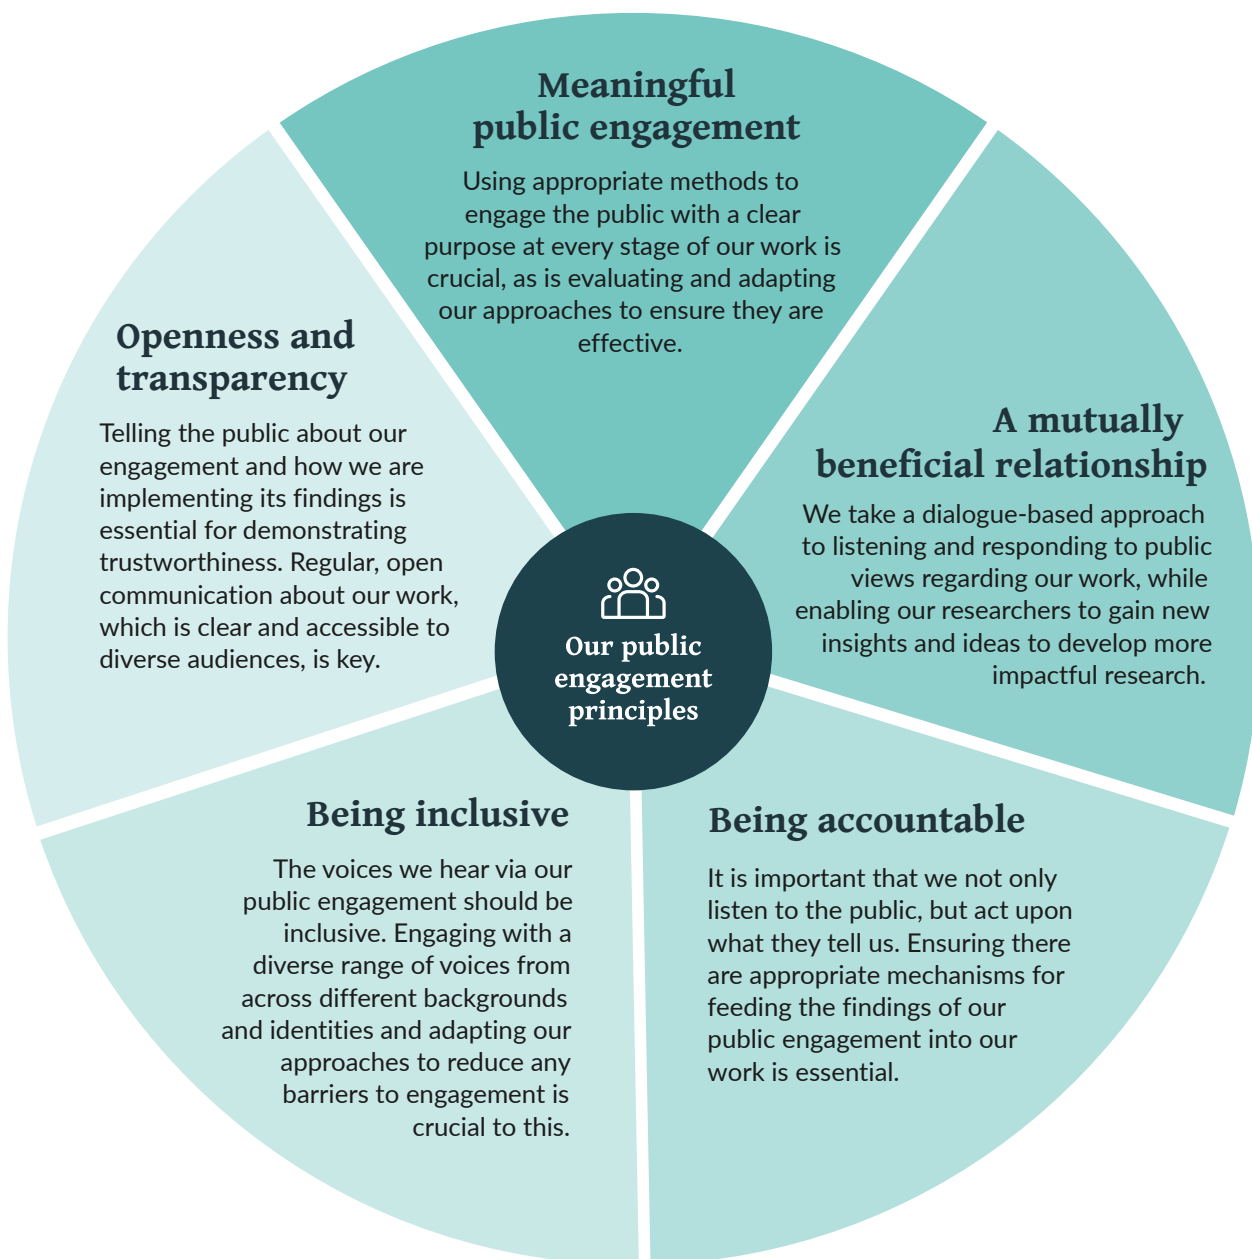 Meaningful
public engagement
Using appropriate methods to
engage the public with a clear
purpose at every stage of our work is
crucial, as is evaluating and adapting
our approaches to ensure they are
effective.
A mutually
beneficial relationship
We take a dialogue-based approach
to listening and responding to public
views regarding our work, while
enabling our researchers to gain new
insights and ideas to develop more
impactful research.
Being accountable
It is important that we not only
listen to the public, but act upon
what they tell us. Ensuring there
are appropriate mechanisms for
feeding the findings of our
public engagement into our
work is essential.
Being inclusive
The voices we hear via our
public engagement should be
inclusive. Engaging with a
diverse range of voices from
across different backgrounds
and identities and adapting our
approaches to reduce any
barriers to engagement is
crucial to this.
Openness and
transparency
Telling the public about our
engagement and how we are
implementing its findings is
essential for demonstrating
trustworthiness. Regular, open
communication about our work,
which is clear and accessible to
diverse audiences, is key.
Our public
engagement
principles